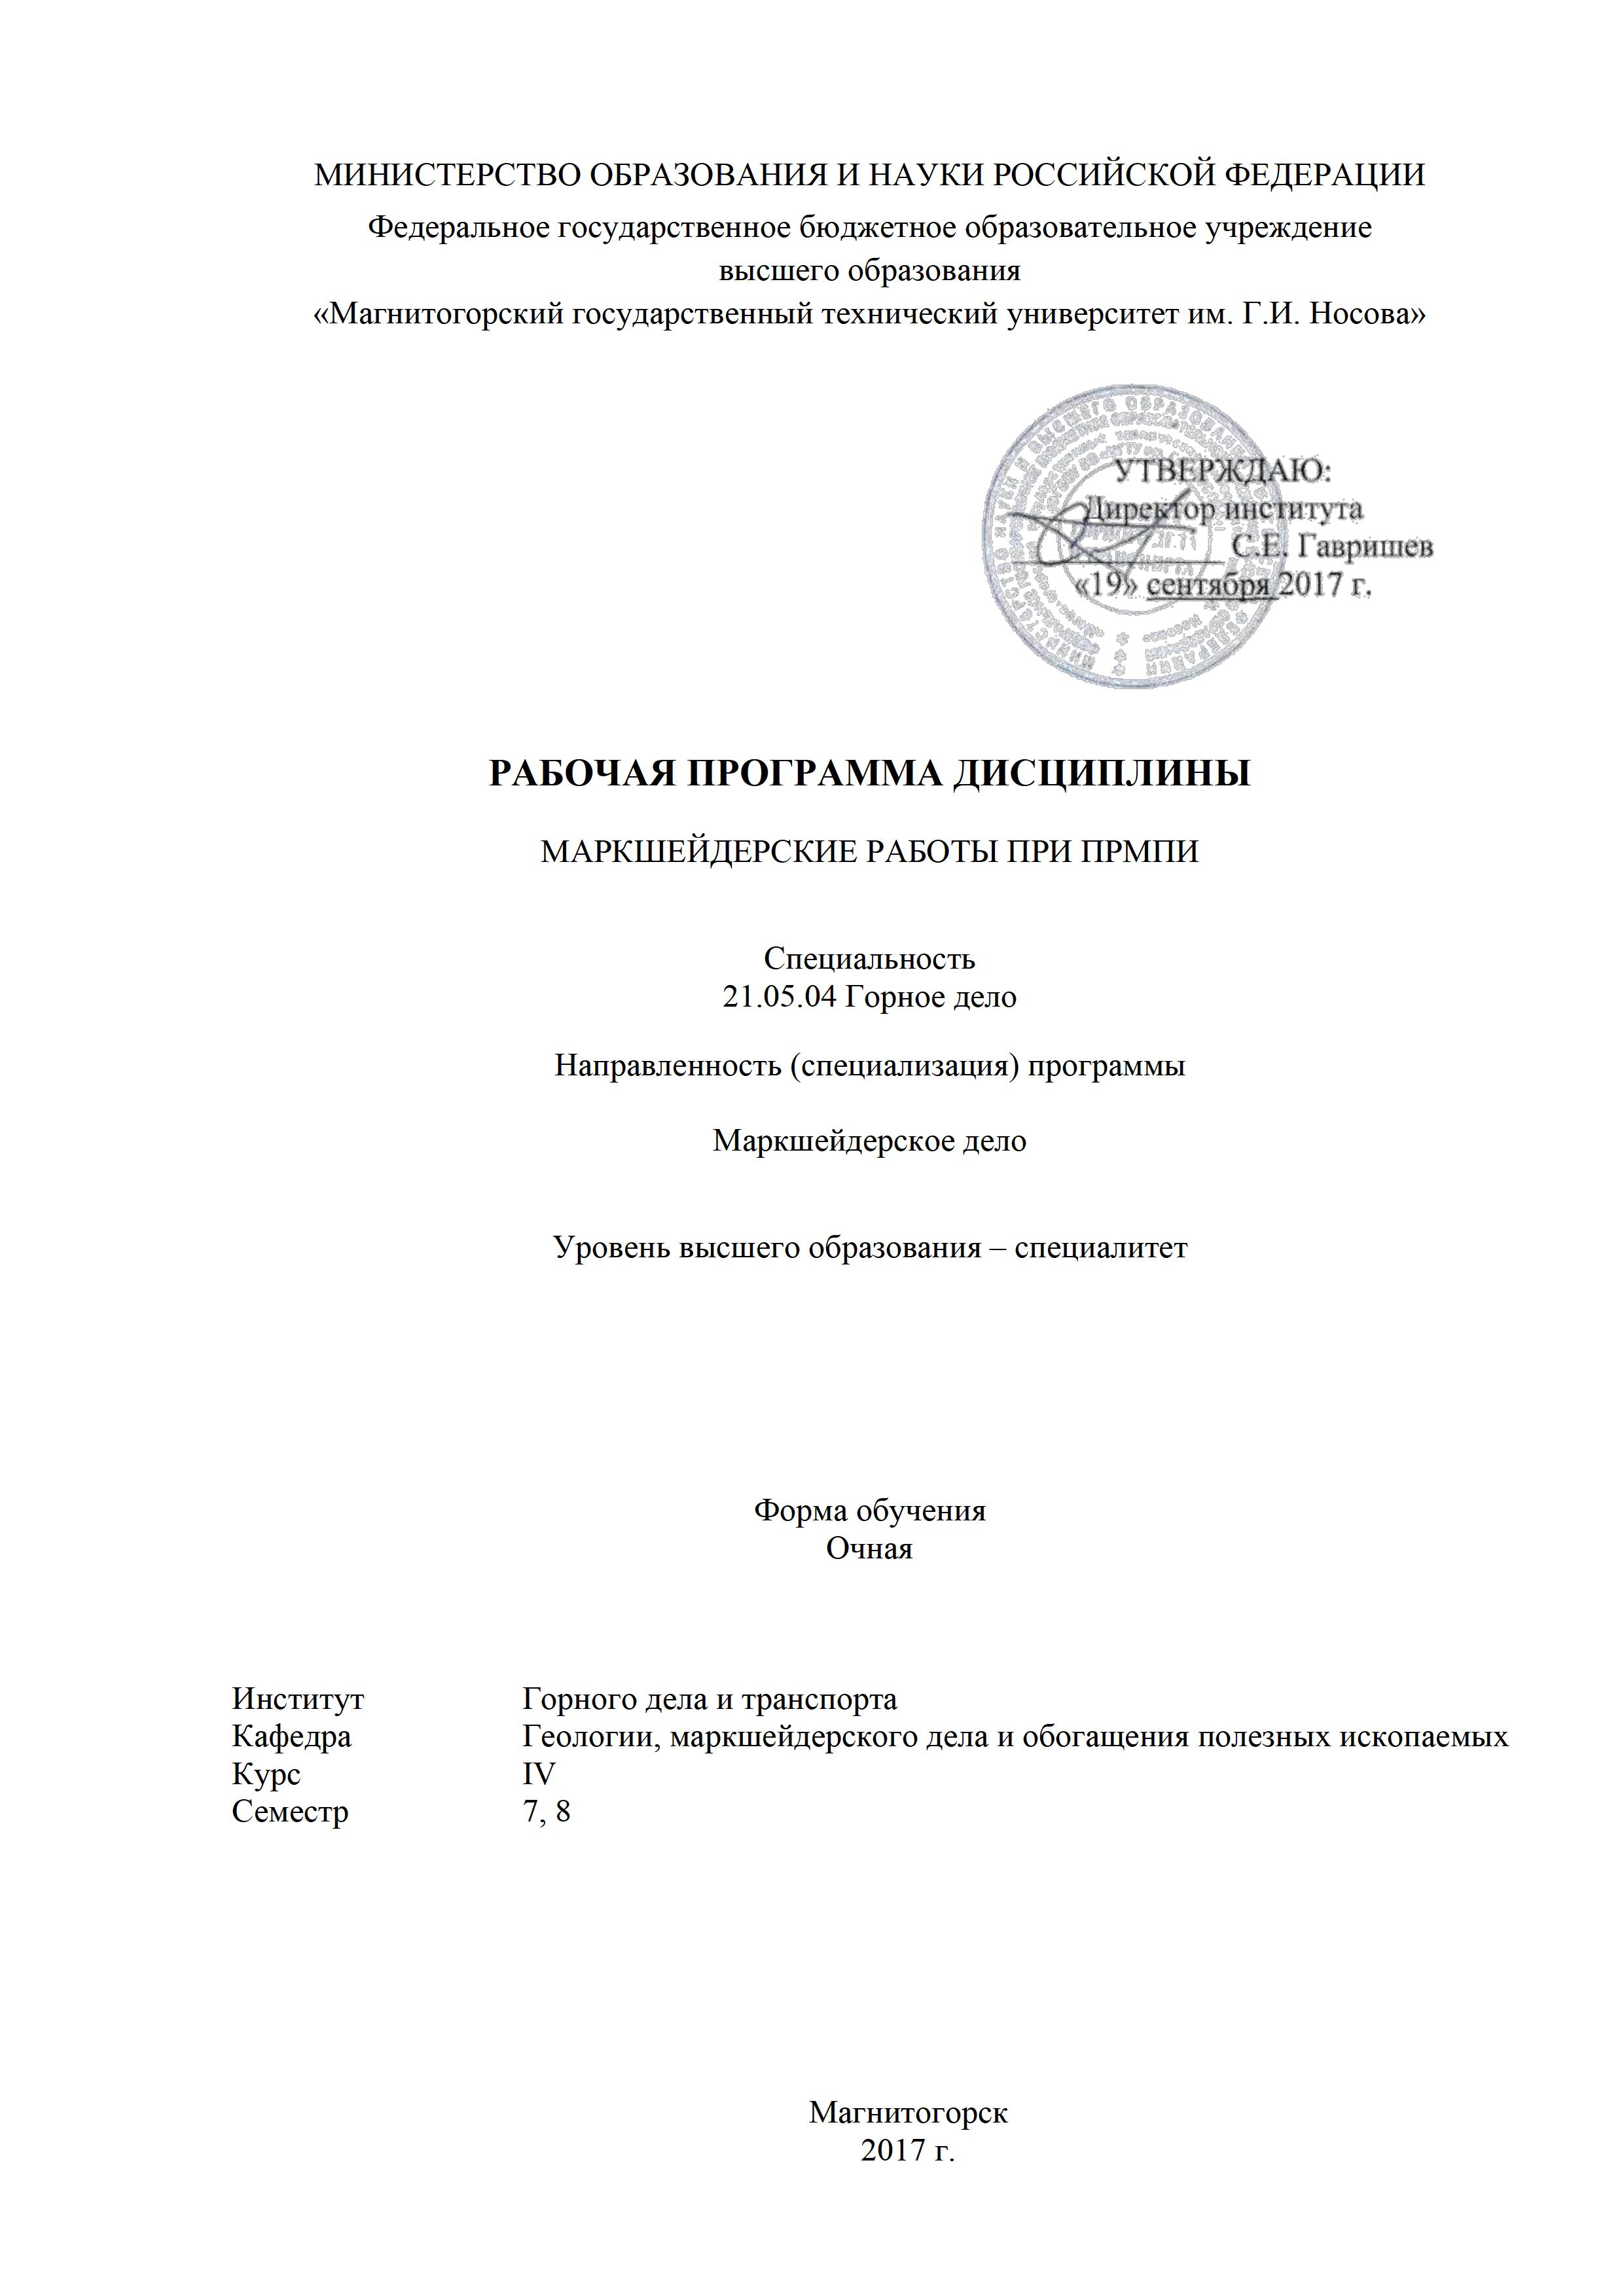 МИНИСТЕРСТВО ОБРАЗОВАНИЯ И НАУКИ РОССИЙСКОЙ ФЕДЕРАЦИИ
Федеральное государственное бюджетное образовательное учреждение
высшего образования
«Магнитогорский государственный технический университет им. Г.И. Носова»
УТВЕРЖДАЮ:
Директор института
С.Е. Гавришев
«19» сентября 2017 г.
РАБОЧАЯ ПРОГРАММА ДИСЦИПЛИНЫ
МАРКШЕЙДЕРСКИЕ РАБОТЫ ПРИ ПРМПИ
Специальность
21.05.04 Горное дело
Направленность (специализация) программы
Маркшейдерское дело
Уровень высшего образования – специалитет
Форма обучения
Очная
Институт Горного дела и транспорта
Кафедра Геологии, маркшейдерского дела и обогащения полезных ископаемых
Курс IV
Семестр 7, 8
Магнитогорск
2017 г.